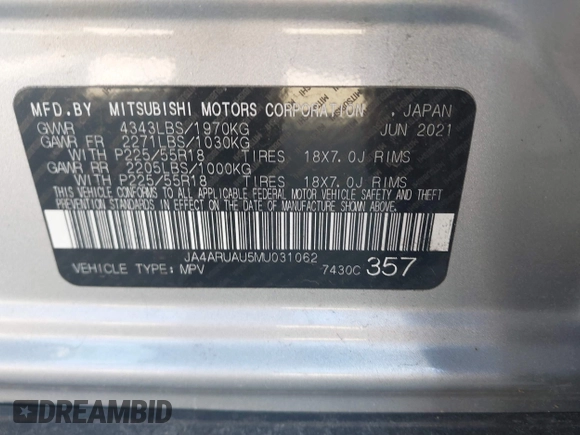 MFD.BY MITSUBISHI MOTORS CORPORATION . JAPAN
GVWR 4343LBS/1970KG JUN 2021
GAWR FR 2271LBS/1030KG
WITH P225/55R18 TIRES 18X7.0J RIMS
GAWR RR 2205LBS/1000KG
WITH P225/55R18 TIRES 18X7.0J RIMS
THIS VEHICLE CONFORMS TO ALL APPLICABLE FEDERAL MOTOR VEHICLE SAFETY AND THEFT
PREVENTION STANDARDS IN EFFECT ON THE DATE OF MANUFACTURE SHOWN ABOVE.
JA4ARUAU5MU031062
VEHICLE TYPE: MPV 7430C 357
DREAMBID